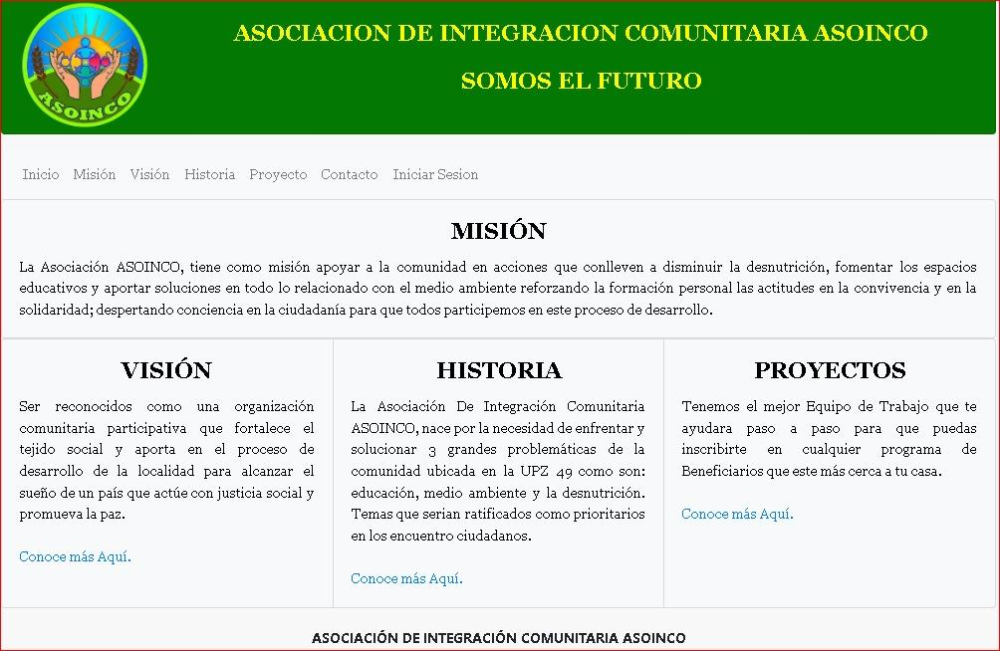 ASOINCO
ASOCIACION DE INTEGRACION COMUNITARIA ASOINCO
SOMOS EL FUTURO
Inicio Misión Visión Historia Proyecto Contacto Iniciar Sesion
MISIÓN
La Asociación ASOINCO, tiene como misión apoyar a la comunidad en acciones que conlleven a disminuir la desnutrición, fomentar los espacios
educativos y aportar soluciones en todo lo relacionado con el medio ambiente reforzando la formación personal las actitudes en la convivencia y en la
solidaridad; despertando conciencia en la ciudadanía para que todos participemos en este proceso de desarrollo.
VISIÓN
Ser reconocidos como una organización
comunitaria participativa que fortalece el
tejido social y aporta en el proceso de
desarrollo de la localidad para alcanzar el
sueño de un país que actúe con justicia social y
promueva la paz.
Conoce más Aquí.
HISTORIA
La Asociación De Integración Comunitaria
ASOINCO, nace por la necesidad de enfrentar y
solucionar 3 grandes problemáticas de la
comunidad ubicada en la UPZ 49 como son:
educación, medio ambiente y la desnutrición.
Temas que serian ratificados como prioritarios
en los encuentro ciudadanos.
Conoce más Aquí.
PROYECTOS
Tenemos el mejor Equipo de Trabajo que te
ayudara paso a paso para que puedas
inscribirte en cualquier programa de
Beneficiarios que este más cerca a tu casa.
Conoce más Aquí.
ASOCIACIÓN DE INTEGRACIÓN COMUNITARIA ASOINCO